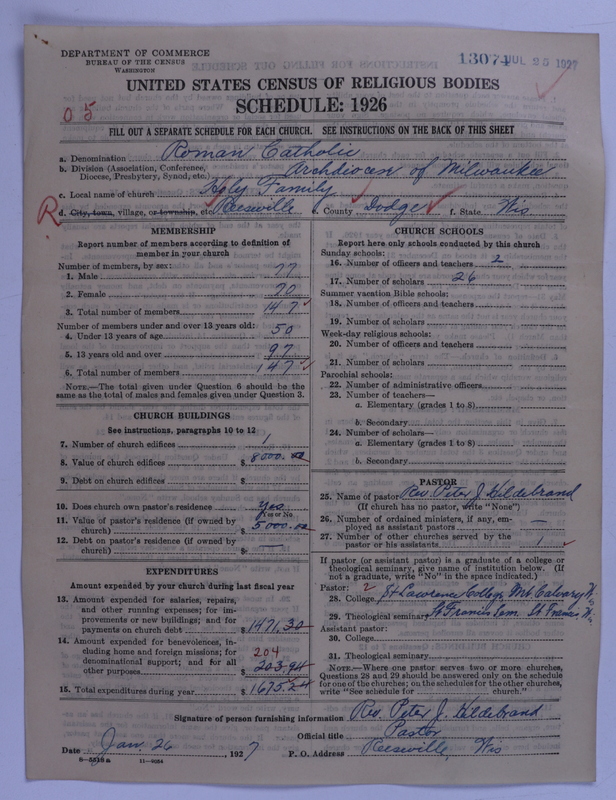 DEPARTMENT OF COMMERCE
BUREAU OF THE CENSUS
WASHINGTON
13074 JUL 28 1927
UNITED STATES CENSUS OF RELIGIOUS BODIES
SCHEDULE: 1926
05
FILL OUT A SEPARATE SCHEDULE FOR EACH CHURCH. SEE INSTRUCTIONS ON THE BACK OF THIS SHEET
a. Denomination Roman Catholic
b. Division (Association, Conference, Diocese, Presbytery, Synod, etc.) Archdiocese of Milwaukee
c. Local name of church Holy Family
R d. City, town, village, or township, etc. Reeseville e. County Dodge f. State Wis
MEMBERSHIP
Report number of members according to definition of
member in your church
Number of members, by sex:
1. Male 77
2. Female 70
3. Total number of members 147
Number of members under and over 13 years old:
4. Under 13 years of age 50
5. 13 years old and over 97
6. Total number of members 147
NOTE.—The total given under Question 6 should be the
same as the total of males and females given under Question 3.
CHURCH BUILDINGS
See instructions, paragraphs 10 to 12
7. Number of church edifices 1
8. Value of church edifices $ 8000.00
9. Debt on church edifices $
10. Does church own pastor's residence Yes
(Yes or No)
11. Value of pastor's residence (if owned by
church) $ 5000.00
12. Debt on pastor's residence (if owned by
church) $ —
EXPENDITURES
Amount expended by your church during last fiscal year
13. Amount expended for salaries, repairs,
and other running expenses; for im-
provements or new buildings; and for
payments on church debt $ 1471.30
14. Amount expended for benevolences, in-
cluding home and foreign missions; for
denominational support; and for all
other purposes $ 203.94
204
15. Total expenditures during year $ 1675.24
CHURCH SCHOOLS
Report here only schools conducted by this church
Sunday schools:
16. Number of officers and teachers 2
17. Number of scholars 26
Summer vacation Bible schools:
18. Number of officers and teachers
19. Number of scholars
Week-day religious schools:
20. Number of officers and teachers
21. Number of scholars
Parochial schools:
22. Number of administrative officers
23. Number of teachers—
a. Elementary (grades 1 to 8)
b. Secondary
24. Number of scholars—
a. Elementary (grades 1 to 8)
b. Secondary
PASTOR
25. Name of pastor Rev. Peter J. Hildebrand
(If church has no pastor, write "None")
26. Number of ordained ministers, if any, em-
ployed as assistant pastors —
27. Number of other churches served by the
pastor or his assistants 1
If pastor (or assistant pastor) is a graduate of a college or
theological seminary, give name of institution below. (If
not a graduate, write "No" in the space indicated.)
Pastor: 2
28. College St Lawrence College, Mt. Calvary W.
29. Theological seminary St Francis Sem. St. Francis W.
Assistant pastor:
30. College
31. Theological seminary
NOTE.—Where one pastor serves two or more churches,
Questions 28 and 29 should be answered only on the schedule
for one of the churches; on the schedules for the other churches,
write "See schedule for church."
Signature of person furnishing information Rev. Peter J. Hildebrand
Official title Pastor
Date Jan. 26, 1927 P. O. Address Reeseville, Wis
8—5518a 11—9084